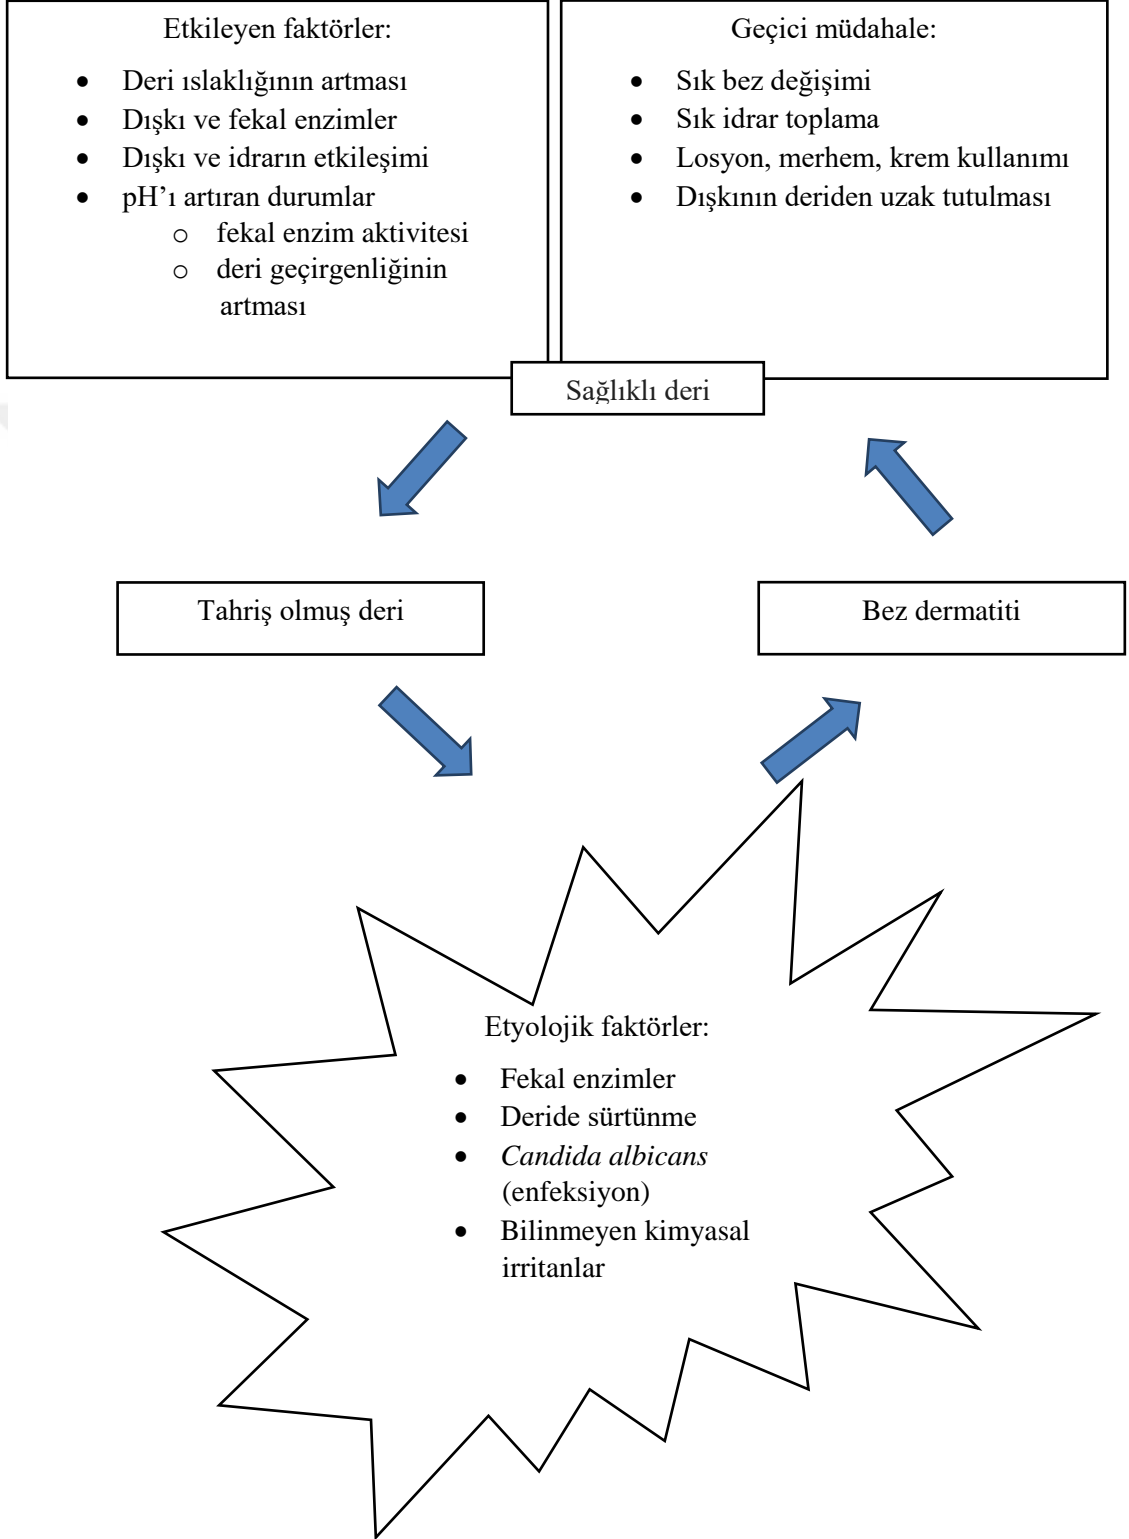 Etkileyen faktörler:
• Deri ıslaklığının artması
• Dışkı ve fekal enzimler
• Dışkı ve idrarın etkileşimi
• pH’ı artıran durumlar
o fekal enzim aktivitesi
o deri geçirgenliğinin
artması
Geçici müdahale:
• Sık bez değişimi
• Sık idrar toplama
• Losyon, merhem, krem kullanımı
• Dışkının deriden uzak tutulması
Sağlıklı deri
Tahriş olmuş deri
Bez dermatiti
Etyolojik faktörler:
• Fekal enzimler
• Deride sürtünme
• Candida albicans
(enfeksiyon)
• Bilinmeyen kimyasal
irritanlar